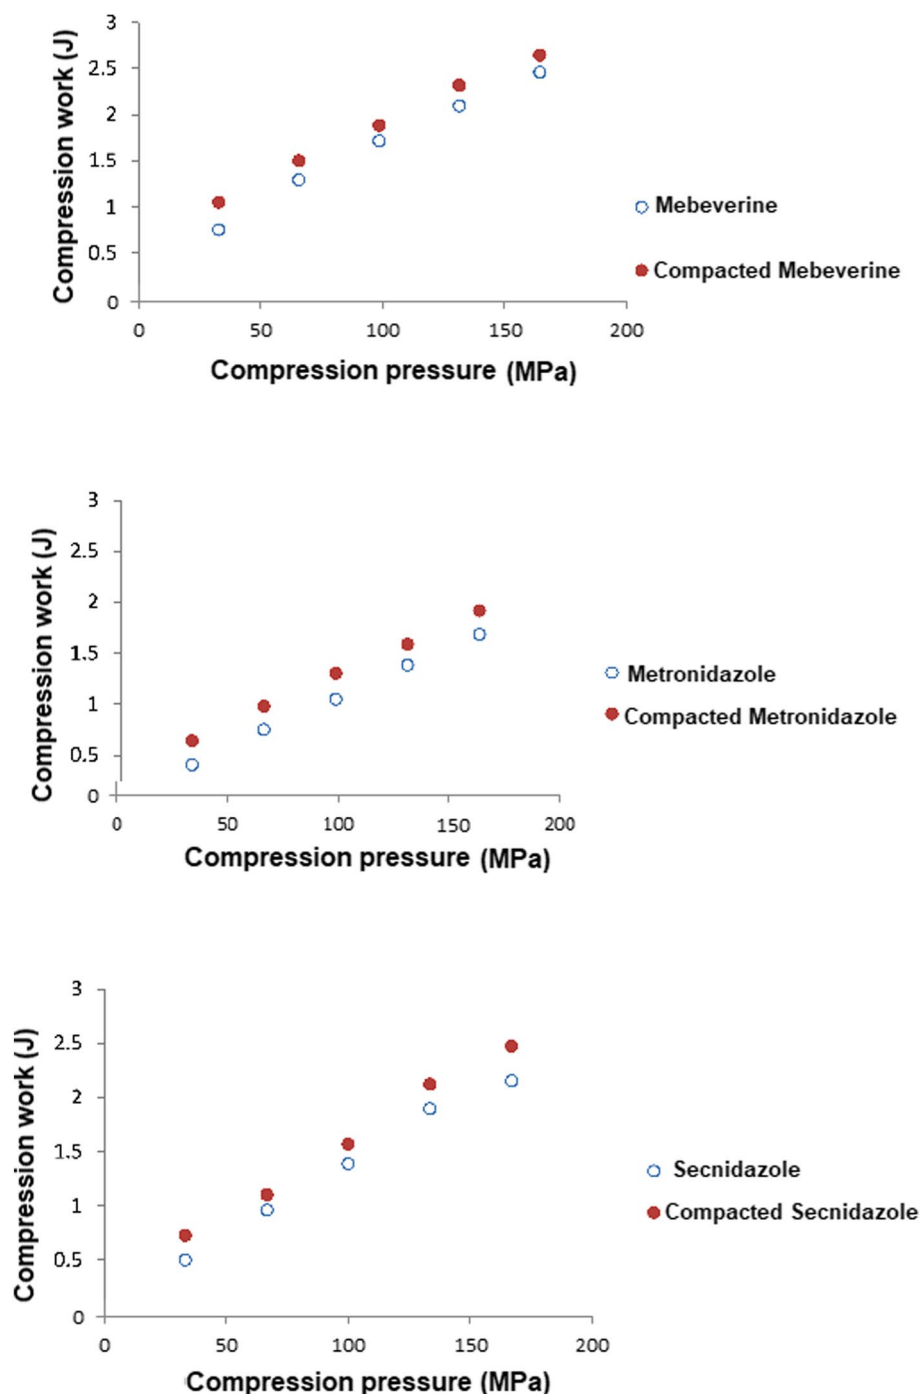 Compression work (J)
3
2.5
2
1.5
1
0.5
0
0 50 100 150 200
Compression pressure (MPa)
Mebeverine
Compacted Mebeverine
Compression work (J)
3
2.5
2
1.5
1
0.5
0
0 50 100 150 200
Compression pressure (MPa)
Metronidazole
Compacted Metronidazole
Compression work (J)
3
2.5
2
1.5
1
0.5
0
0 50 100 150 200
Compression pressure (MPa)
Secnidazole
Compacted Secnidazole